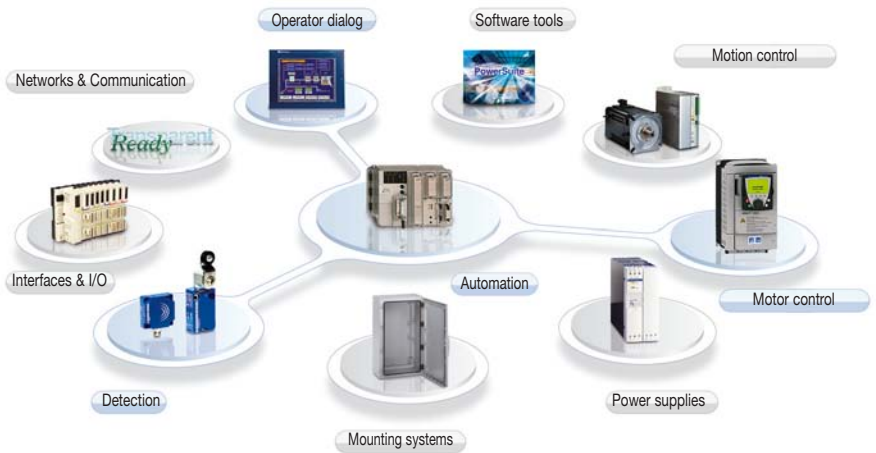 Operator dialog
Software tools
Motion control
Networks & Communication
PowerSuite
Transparent
Ready
Interfaces & I/O
Automation
Motor control
Detection
Power supplies
Mounting systems